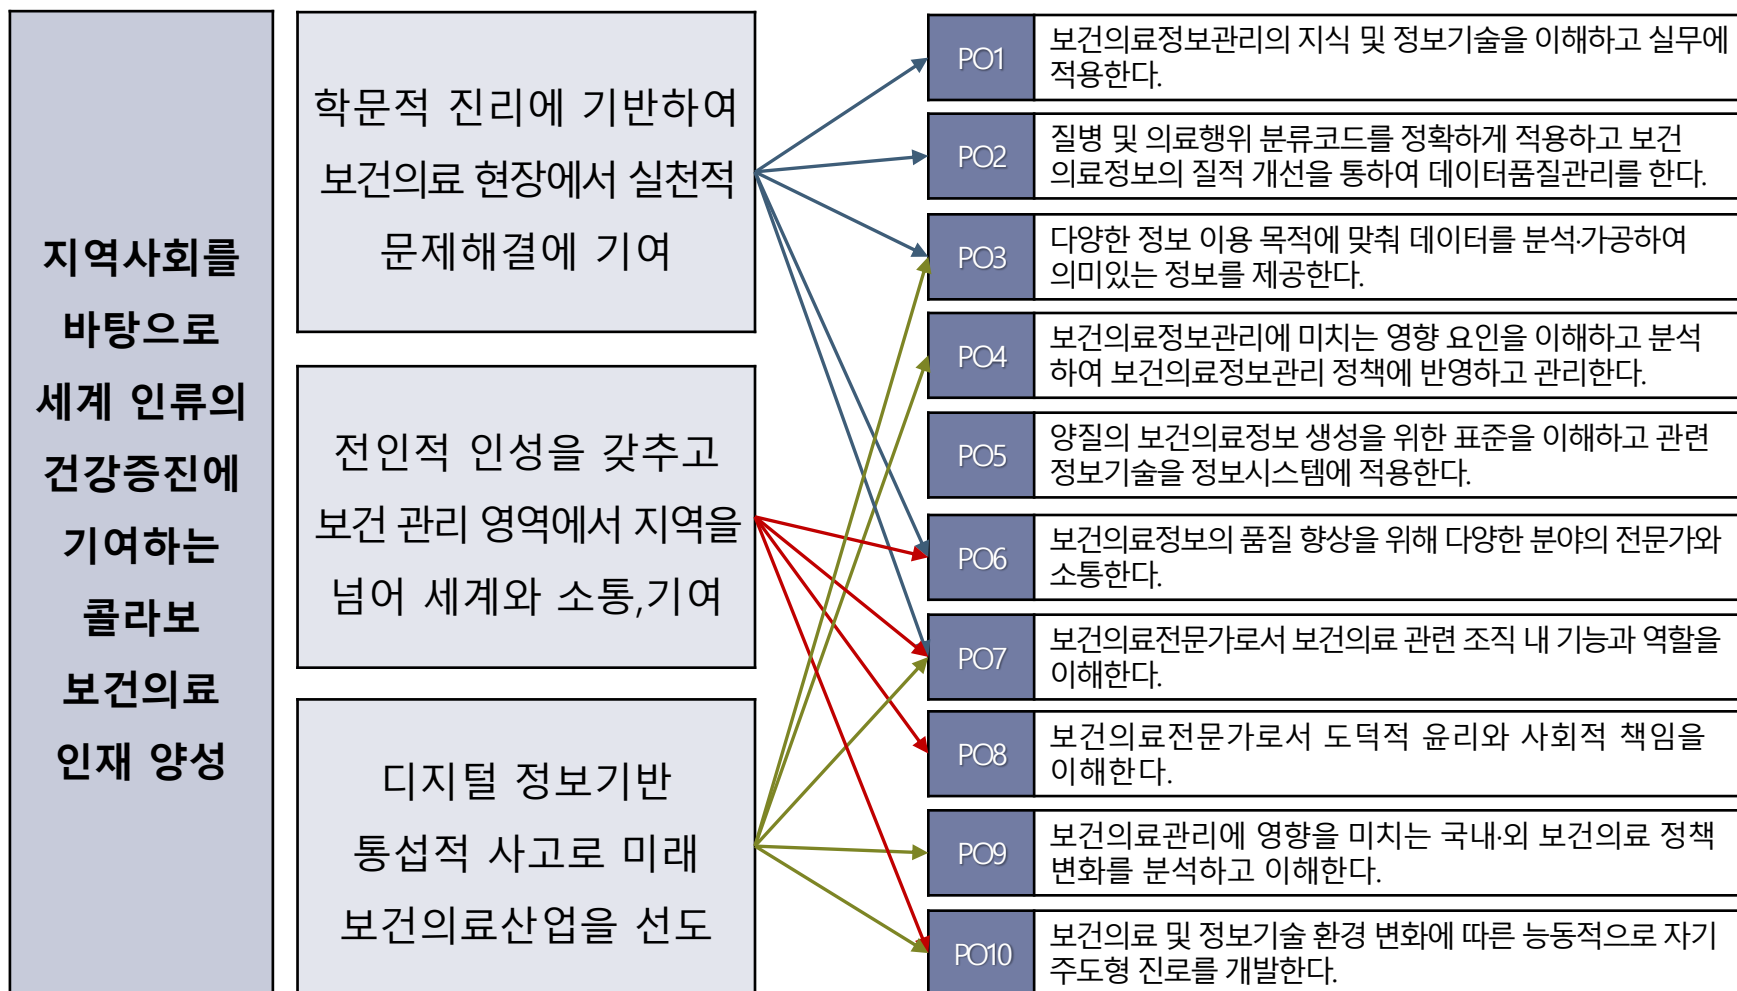 지역사회를
바탕으로
세계 인류의
건강증진에
기여하는
콜라보
보건의료
인재 양성
학문적 진리에 기반하여
보건의료 현장에서 실천적
문제해결에 기여
전인적 인성을 갖추고
보건 관리 영역에서 지역을
넘어 세계와 소통,기여
디지털 정보기반
통섭적 사고로 미래
보건의료산업을 선도
PO1
보건의료정보관리의 지식 및 정보기술을 이해하고 실무에
적용한다.
PO2
질병 및 의료행위 분류코드를 정확하게 적용하고 보건
의료정보의 질적 개선을 통하여 데이터품질관리를 한다.
PO3
다양한 정보 이용 목적에 맞춰 데이터를 분석·가공하여
의미있는 정보를 제공한다.
PO4
보건의료정보관리에 미치는 영향 요인을 이해하고 분석
하여 보건의료정보관리 정책에 반영하고 관리한다.
PO5
양질의 보건의료정보 생성을 위한 표준을 이해하고 관련
정보기술을 정보시스템에 적용한다.
PO6
보건의료정보의 품질 향상을 위해 다양한 분야의 전문가와
소통한다.
PO7
보건의료전문가로서 보건의료 관련 조직 내 기능과 역할을
이해한다.
PO8
보건의료전문가로서 도덕적 윤리와 사회적 책임을
이해한다.
PO9
보건의료관리에 영향을 미치는 국내·외 보건의료 정책
변화를 분석하고 이해한다.
PO10
보건의료 및 정보기술 환경 변화에 따른 능동적으로 자기
주도형 진로를 개발한다.